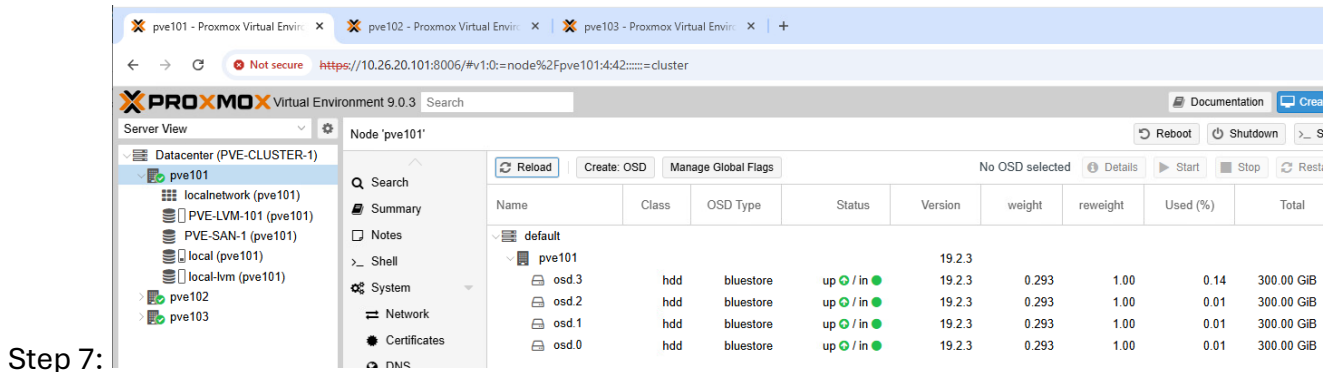 pve101 - Proxmox Virtual Enviro
pve102 - Proxmox Virtual Enviro
pve103 - Proxmox Virtual Enviro
Not secure https://10.26.20.101:8006/#v1:0:=node%2Fpve101:4:42::::::=cluster
PROXMOX Virtual Environment 9.0.3 Search
Documentation Crea
Server View
Node 'pve101'
Reboot Shutdown >_ S
Datacenter (PVE-CLUSTER-1)
pve101
localnetwork (pve101)
PVE-LVM-101 (pve101)
PVE-SAN-1 (pve101)
local (pve101)
local-lvm (pve101)
pve102
pve103
Search
Summary
Notes
>_ Shell
System
Network
Certificates
DNS
Reload Create: OSD Manage Global Flags No OSD selected Details Start Stop Resta
Name Class OSD Type Status Version weight reweight Used (%) Total
default
pve101 19.2.3
osd.3 hdd bluestore up / in 19.2.3 0.293 1.00 0.14 300.00 GiB
osd.2 hdd bluestore up / in 19.2.3 0.293 1.00 0.01 300.00 GiB
osd.1 hdd bluestore up / in 19.2.3 0.293 1.00 0.01 300.00 GiB
osd.0 hdd bluestore up / in 19.2.3 0.293 1.00 0.01 300.00 GiB
Step 7: